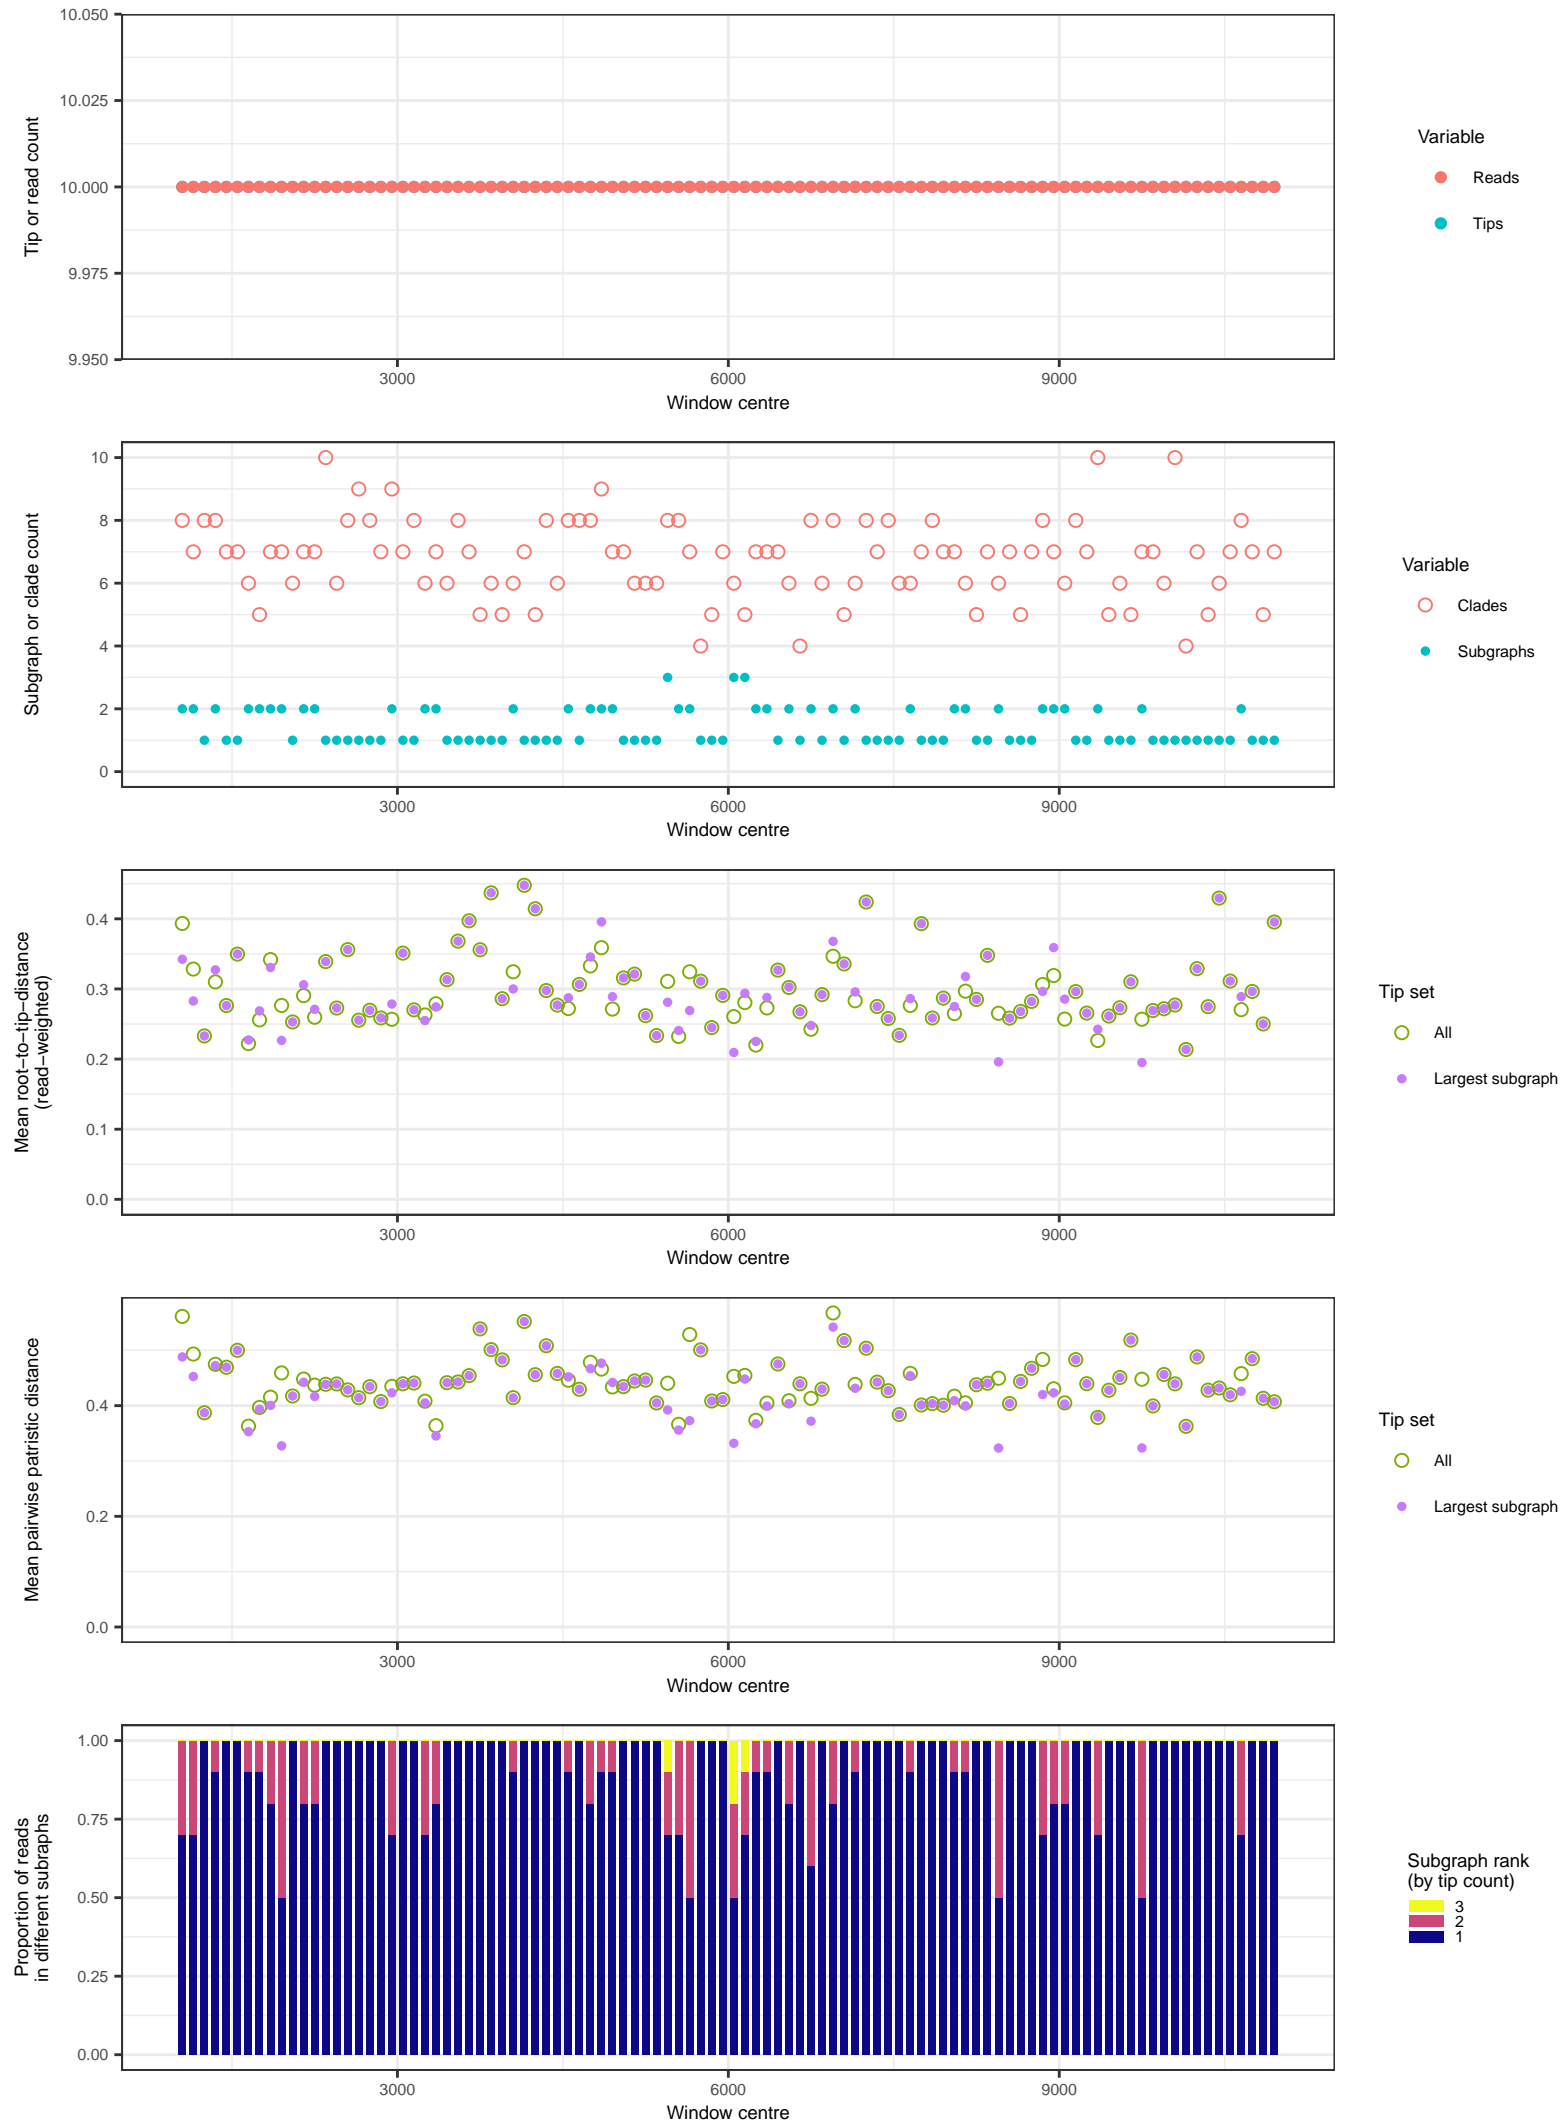 10.050
10.025
10.000
9.975
9.950
Tip or read count
3000 6000 9000
Window centre
Variable
Reads
Tips
10
8
6
4
2
0
Subgraph or clade count
3000 6000 9000
Window centre
Variable
Clades
Subgraphs
0.4
0.3
0.2
0.1
0.0
Mean root−to−tip−distance
(read−weighted)
3000 6000 9000
Window centre
Tip set
All
Largest subgraph
0.4
0.2
0.0
Mean pairwise patristic distance
3000 6000 9000
Window centre
Tip set
All
Largest subgraph
1.00
0.75
0.50
0.25
0.00
Proportion of reads
in different subraphs
3000 6000 9000
Window centre
Subgraph rank
(by tip count)
3
2
1